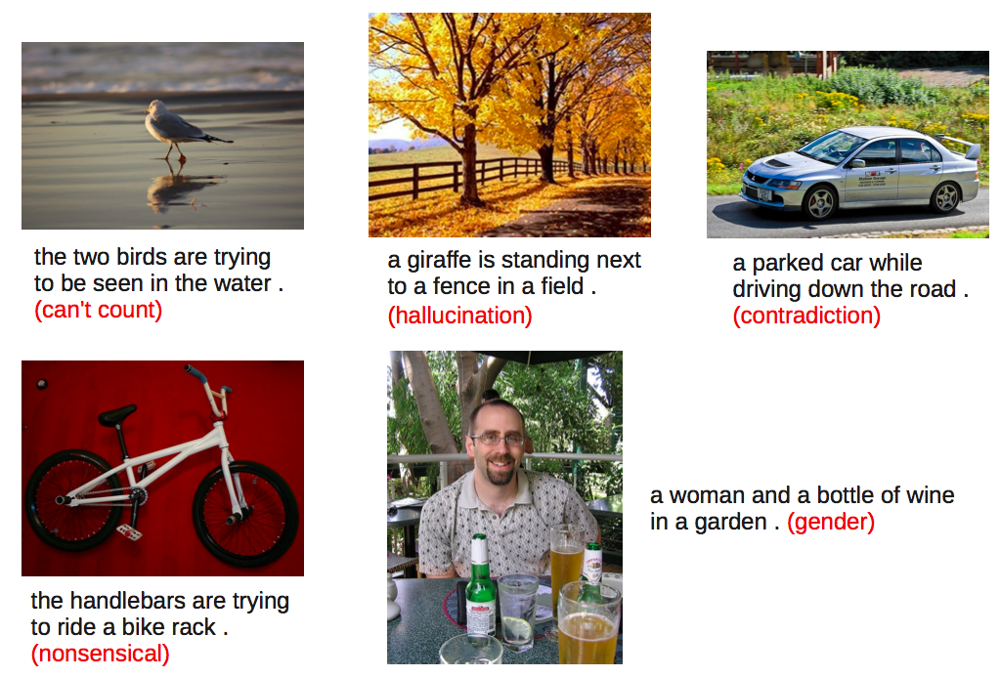 the two birds are trying
to be seen in the water .
(can't count)
a giraffe is standing next
to a fence in a field .
(hallucination)
a parked car while
driving down the road .
(contradiction)
the handlebars are trying
to ride a bike rack .
(nonsensical)
a woman and a bottle of wine
in a garden . (gender)